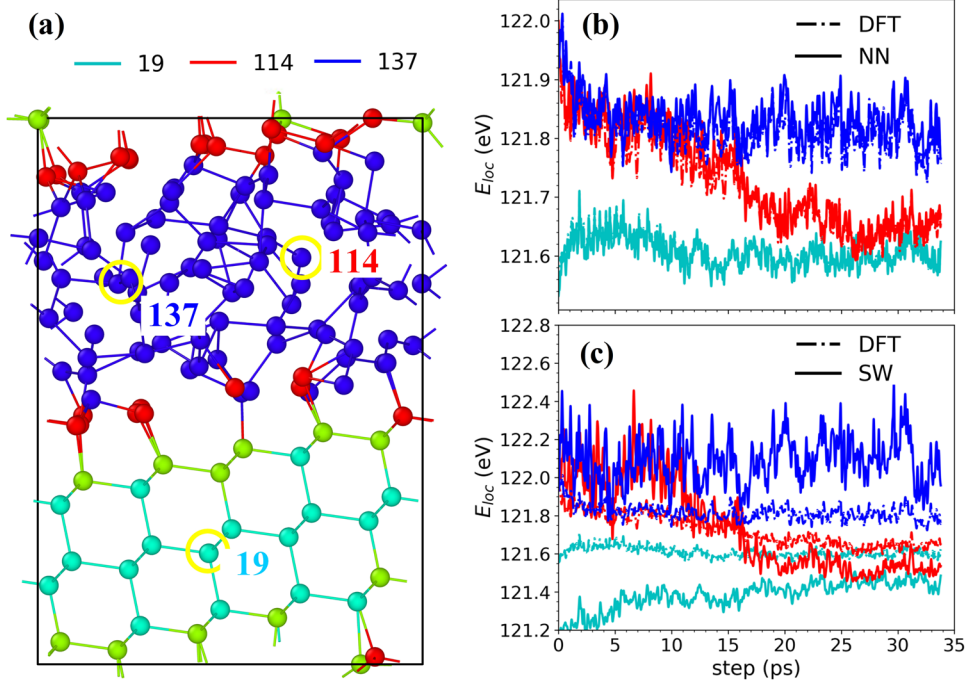 (a)
19 114 137
114
137
19
(b)
DFT
NN
122.0
121.9
121.8
121.7
121.6
E_loc (eV)
(c)
DFT
SW
122.8
122.6
122.4
122.2
122.0
121.8
121.6
121.4
121.2
E_loc (eV)
0 5 10 15 20 25 30 35
step (ps)